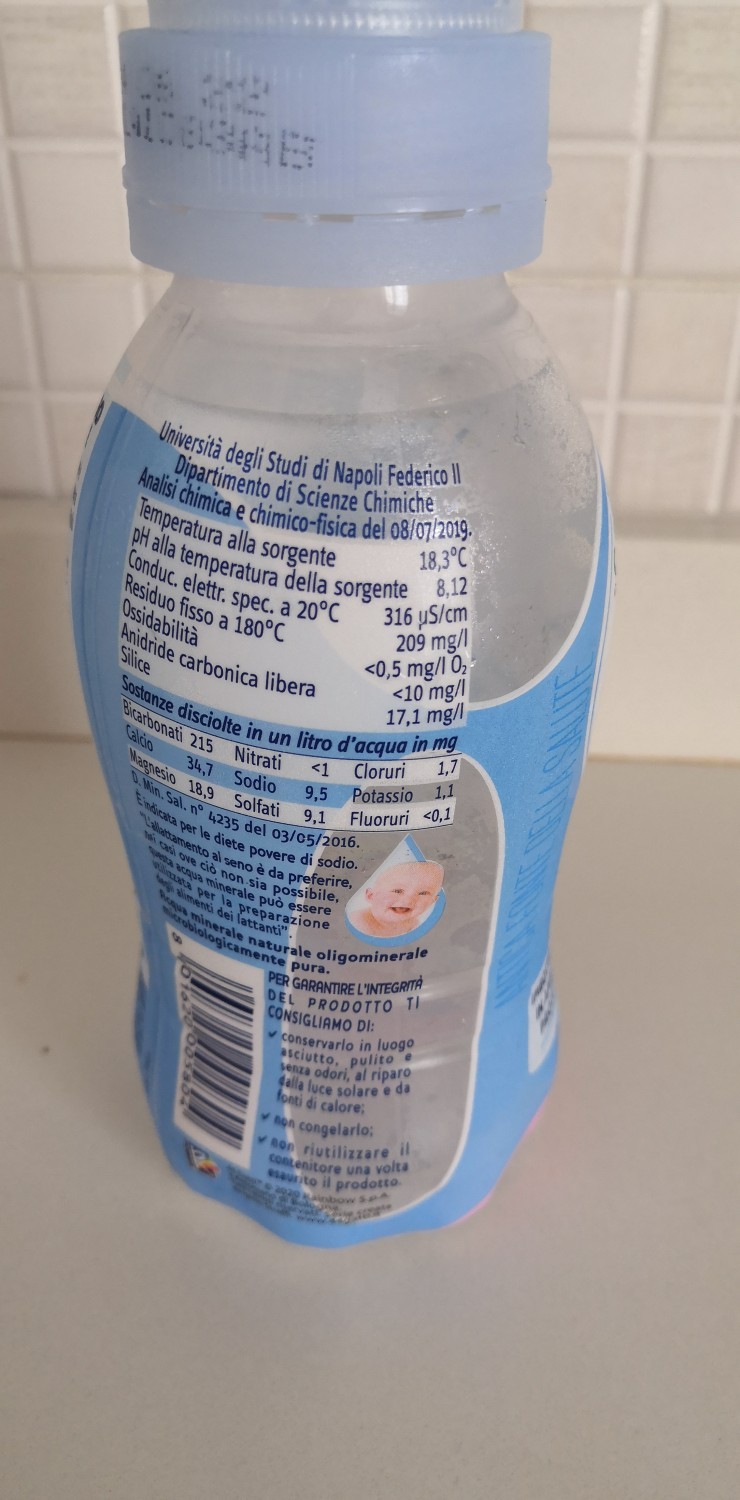 Università degli Studi di Napoli Federico II
Dipartimento di Scienze Chimiche
Analisi chimica e chimico-fisica del 08/07/2019.
Temperatura alla sorgente 18,3°C
pH alla temperatura della sorgente 8,12
Conduc. elettr. spec. a 20°C 316 µS/cm
Residuo fisso a 180°C 209 mg/l
Ossidabilità <0,5 mg/l O₂
Anidride carbonica libera <10 mg/l
Silice 17,1 mg/l
Sostanze disciolte in un litro d'acqua in mg
Bicarbonati 215 Nitrati <1 Cloruri 1,7
Calcio 34,7 Sodio 9,5 Potassio 1,1
Magnesio 18,9 Solfati 9,1 Fluoruri <0,1
D. Min. Sal. n° 4235 del 03/05/2016.
È indicata per le diete povere di sodio.
"L'allattamento al seno è da preferire,
nei casi ove ciò non sia possibile,
questa acqua minerale può essere
utilizzata per la preparazione
degli alimenti dei lattanti".
Acqua minerale naturale oligominerale
microbiologicamente pura.
PER GARANTIRE L'INTEGRITÀ
DEL PRODOTTO TI
CONSIGLIAMO DI:
✓ conservarlo in luogo
asciutto, pulito e
senza odori, al riparo
dalla luce solare e da
fonti di calore;
✓ non congelarlo;
✓ non riutilizzare il
contenitore una volta
esaurito il prodotto.
© 2020 Rainbow S.p.A.
ANTICA FONTE DELLA SALUTE